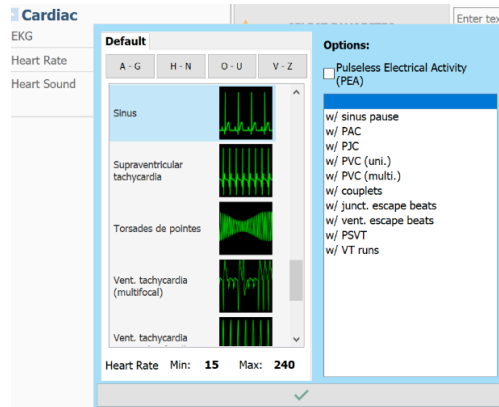 Cardiac
EKG
Heart Rate
Heart Sound
Enter tex
Default
A - G
H - N
O - U
V - Z
Sinus
Supraventricular
tachycardia
Torsades de pointes
Vent. tachycardia
(multifocal)
Vent. tachycardia
Heart Rate Min: 15 Max: 240
Options:
Pulseless Electrical Activity
(PEA)
w/ sinus pause
w/ PAC
w/ PJC
w/ PVC (uni.)
w/ PVC (multi.)
w/ couplets
w/ junct. escape beats
w/ vent. escape beats
w/ PSVT
w/ VT runs